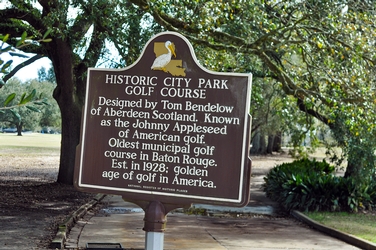 HISTORIC CITY PARK
GOLF COURSE
Designed by Tom Bendelow
of Aberdeen Scotland. Known
as the Johnny Appleseed
of American golf.
Oldest municipal golf
course in Baton Rouge.
Est. in 1928; golden
age of golf in America.